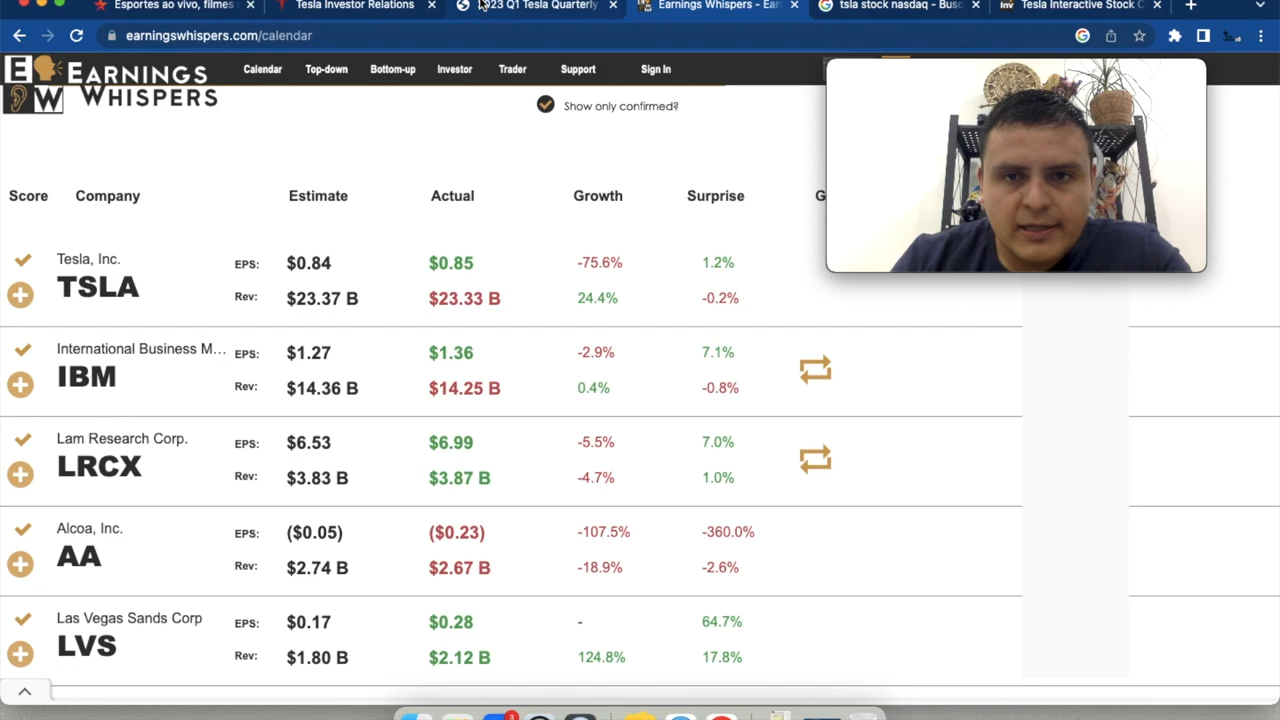 Esportes ao vivo, filmes
Tesla Investor Relations
23 Q1 Tesla Quarterly
Earnings Whispers - Ear
tsla stock nasdaq - Bus
Tesla Interactive Stock C
earningswhispers.com/calendar
EARNINGS WHISPERS
E W
Calendar Top-down Bottom-up Investor Trader Support Sign In
Show only confirmed?
Score Company Estimate Actual Growth Surprise G
Tesla, Inc.
TSLA
EPS: $0.84 $0.85 -75.6% 1.2%
Rev: $23.37 B $23.33 B 24.4% -0.2%
International Business M...
IBM
EPS: $1.27 $1.36 -2.9% 7.1%
Rev: $14.36 B $14.25 B 0.4% -0.8%
Lam Research Corp.
LRCX
EPS: $6.53 $6.99 -5.5% 7.0%
Rev: $3.83 B $3.87 B -4.7% 1.0%
Alcoa, Inc.
AA
EPS: ($0.05) ($0.23) -107.5% -360.0%
Rev: $2.74 B $2.67 B -18.9% -2.6%
Las Vegas Sands Corp
LVS
EPS: $0.17 $0.28 - 64.7%
Rev: $1.80 B $2.12 B 124.8% 17.8%